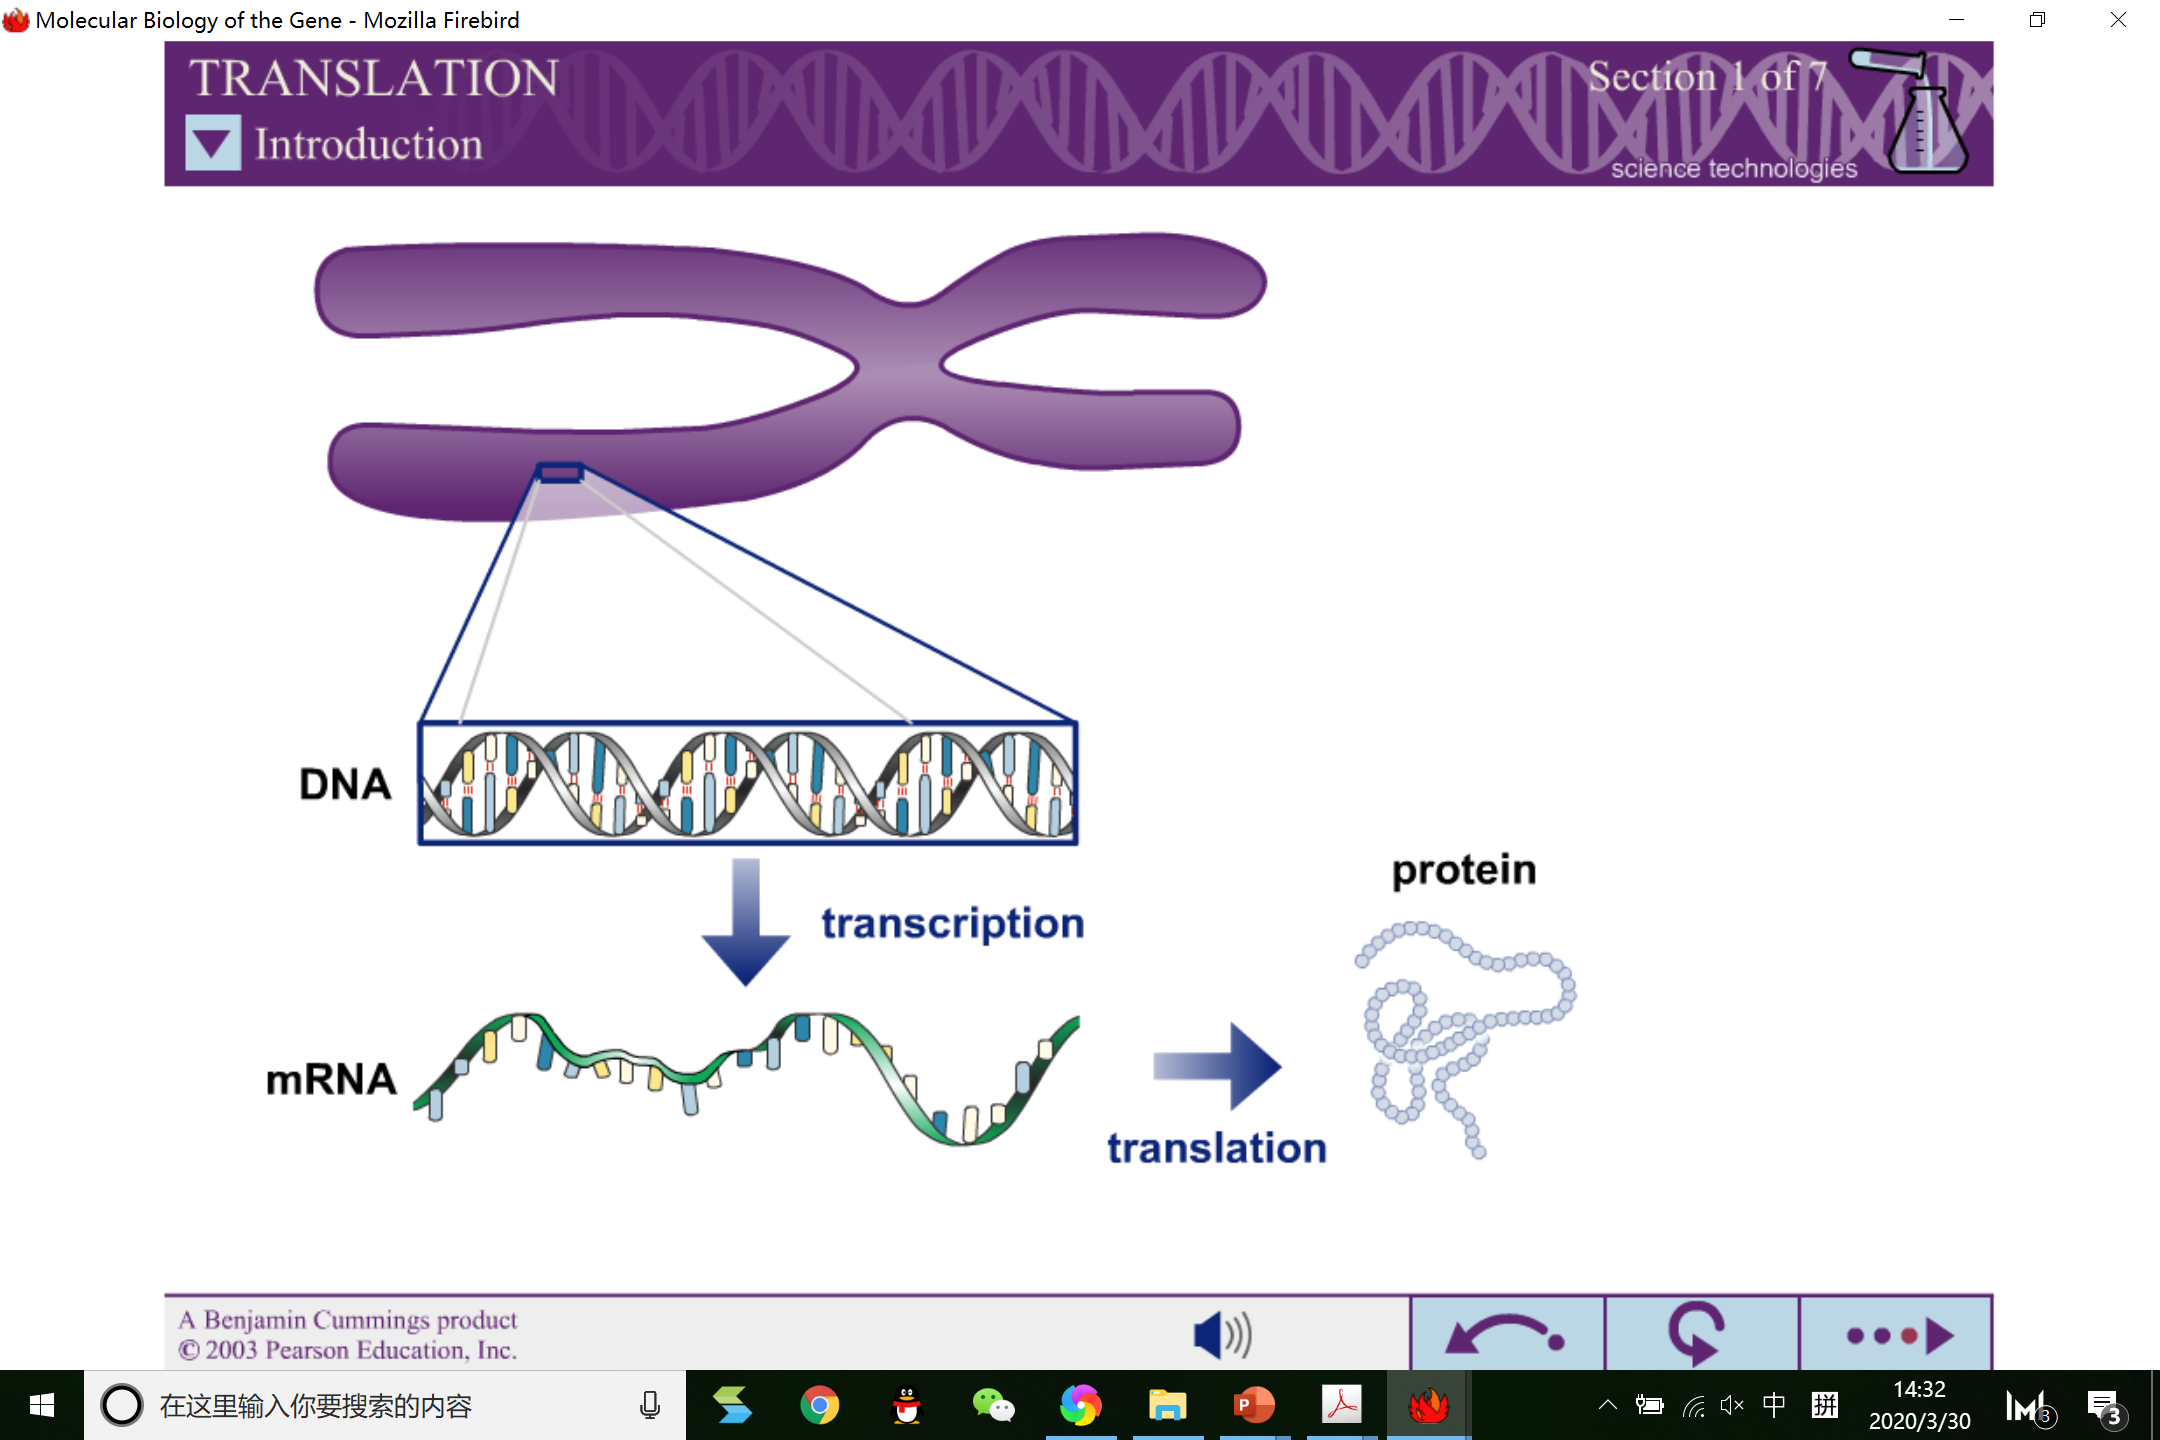 Molecular Biology of the Gene - Mozilla Firebird
TRANSLATION
Section 1 of 7
Introduction
science technologies
DNA
transcription
protein
mRNA
translation
A Benjamin Cummings product
© 2003 Pearson Education, Inc.
在这里输入你要搜索的内容
P
中
拼
14:32
2020/3/30
3
3